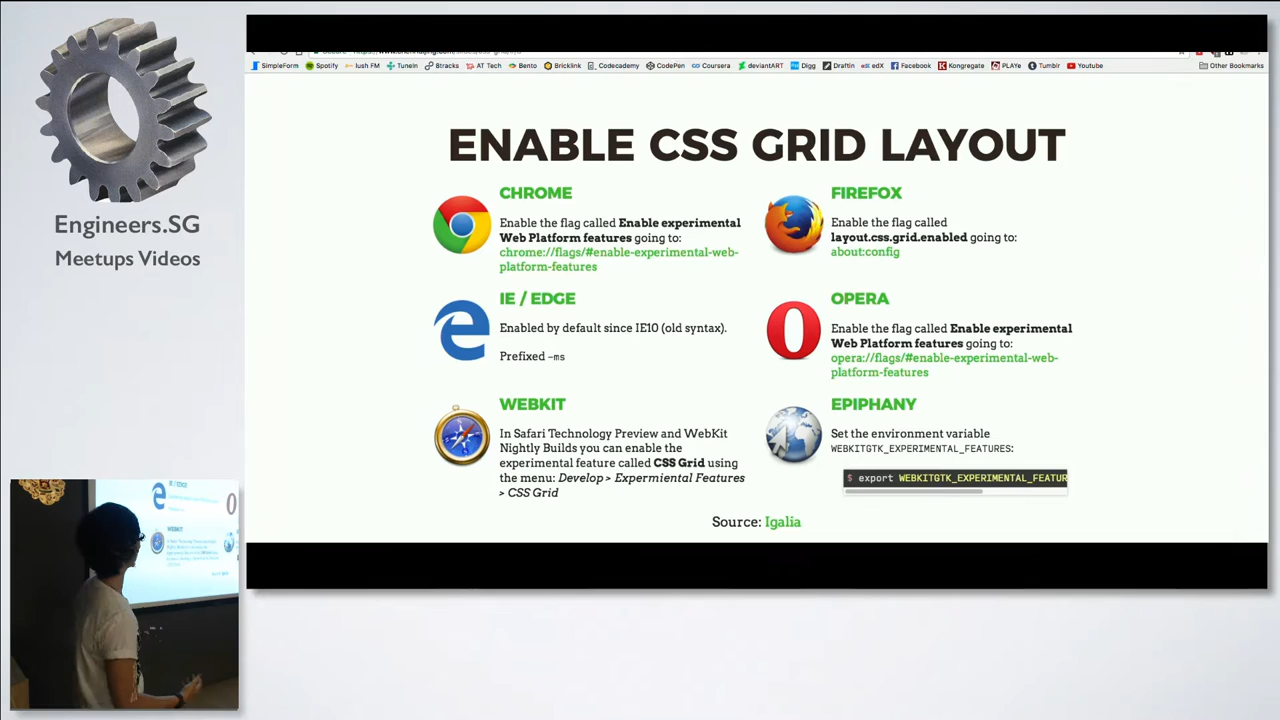 SimpleForm Spotify lush FM TuneIn 8tracks AT Tech Bento Bricklink Codecademy CodePen Coursera deviantART Digg Draftin edX Facebook Kongregate PLAYe Tumblr Youtube Other Bookmarks
ENABLE CSS GRID LAYOUT
CHROME
Enable the flag called Enable experimental
Web Platform features going to:
chrome://flags/#enable-experimental-web-
platform-features
FIREFOX
Enable the flag called
layout.css.grid.enabled going to:
about:config
IE / EDGE
Enabled by default since IE10 (old syntax).
Prefixed -ms
OPERA
Enable the flag called Enable experimental
Web Platform features going to:
opera://flags/#enable-experimental-web-
platform-features
WEBKIT
In Safari Technology Preview and WebKit
Nightly Builds you can enable the
experimental feature called CSS Grid using
the menu: Develop > Expermiental Features
> CSS Grid
EPIPHANY
Set the environment variable
WEBKITGTK_EXPERIMENTAL_FEATURES:
$ export WEBKITGTK_EXPERIMENTAL_FEATUR
Source: Igalia
Engineers.SG
Meetups Videos
IE / EDGE
WEBKIT